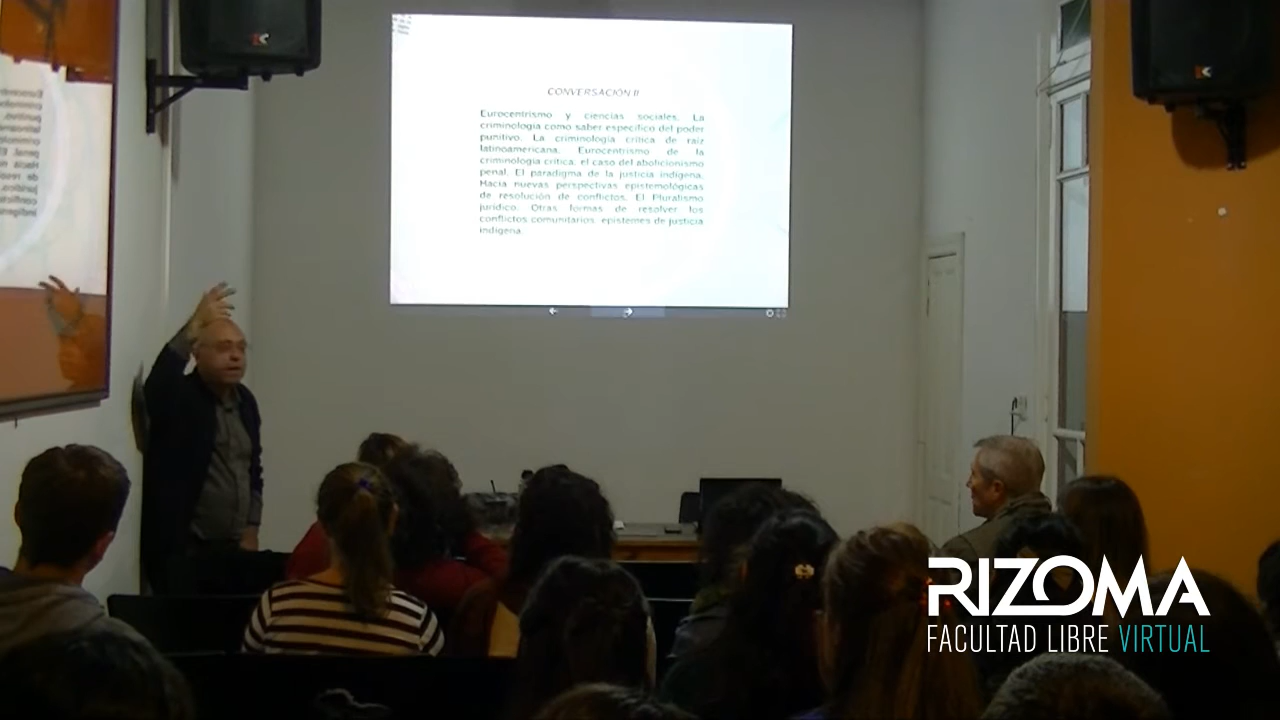 CONVERSACIÓN II
Eurocentrismo y ciencias sociales. La
criminología como saber específico del poder
punitivo. La criminología crítica de raíz
latinoamericana. Eurocentrismo de la
criminología crítica: el caso del abolicionismo
penal. El paradigma de la justicia indígena.
Hacia nuevas perspectivas epistemológicas
de resolución de conflictos. El Pluralismo
jurídico. Otras formas de resolver los
conflictos comunitarios: epistemes de justicia
indígena.
RIZOMA
FACULTAD LIBRE VIRTUAL